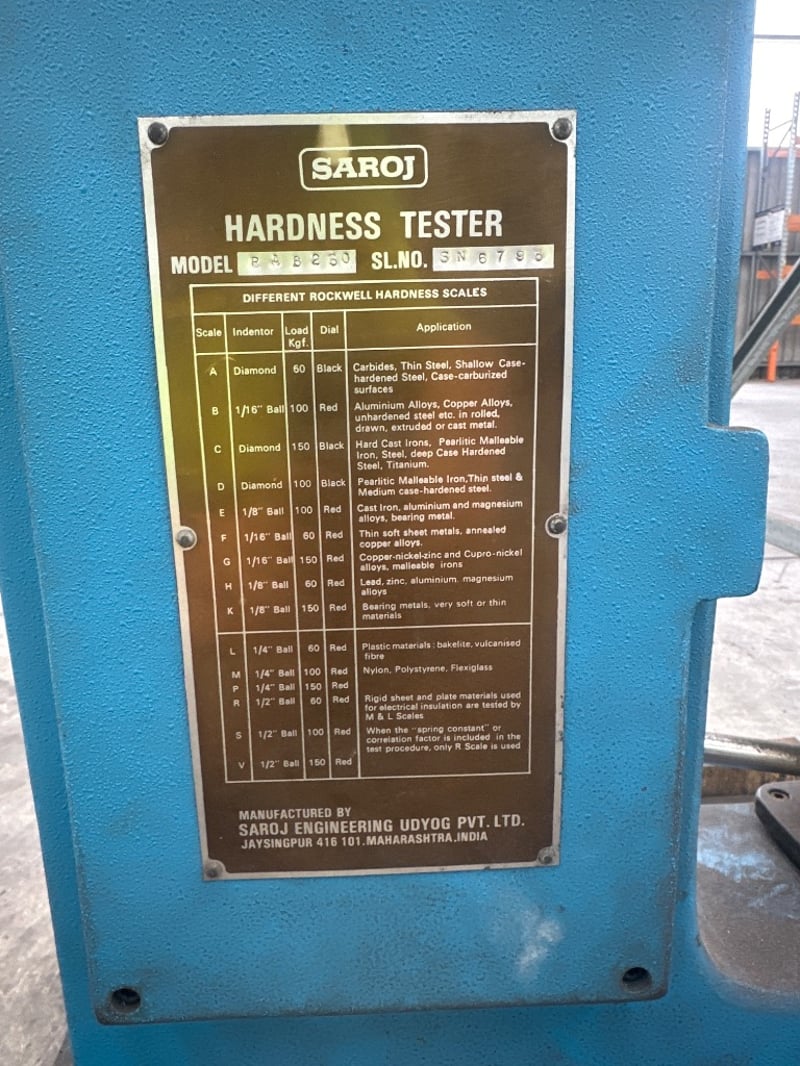 SAROJ
HARDNESS TESTER
MODEL RAB250 SL.NO. SN6795
DIFFERENT ROCKWELL HARDNESS SCALES
Scale Indentor Load Kgf. Dial Application
A Diamond 60 Black Carbides, Thin Steel, Shallow Case-
hardened Steel, Case-carburized
surfaces
B 1/16" Ball 100 Red Aluminium Alloys, Copper Alloys,
unhardened steel etc. in rolled,
drawn, extruded or cast metal.
C Diamond 150 Black Hard Cast Irons, Pearlitic Malleable
Iron, Steel, deep Case Hardened
Steel, Titanium.
D Diamond 100 Black Pearlitic Malleable Iron,Thin steel &
Medium case-hardened steel.
E 1/8" Ball 100 Red Cast Iron, aluminium and magnesium
alloys, bearing metal.
F 1/16" Ball 60 Red Thin soft sheet metals, annealed
copper alloys.
G 1/16" Ball 150 Red Copper-nickel-zinc and Cupro-nickel
alloys, malleable irons
H 1/8" Ball 60 Red Lead, zinc, aluminium. magnesium
alloys
K 1/8" Ball 150 Red Bearing metals, very soft or thin
materials
L 1/4" Ball 60 Red Plastic materials : bakelite, vulcanised
fibre
M 1/4" Ball 100 Red Nylon, Polystyrene, Flexiglass
P 1/4" Ball 150 Red
R 1/2" Ball 60 Red Rigid sheet and plate materials used
for electrical insulation are tested by
M & L Scales
S 1/2" Ball 100 Red When the "spring constant" or
correlation factor is included in the
test procedure, only R Scale is used
V 1/2" Ball 150 Red
MANUFACTURED BY
SAROJ ENGINEERING UDYOG PVT. LTD.
JAYSINGPUR 416 101.MAHARASHTRA,INDIA